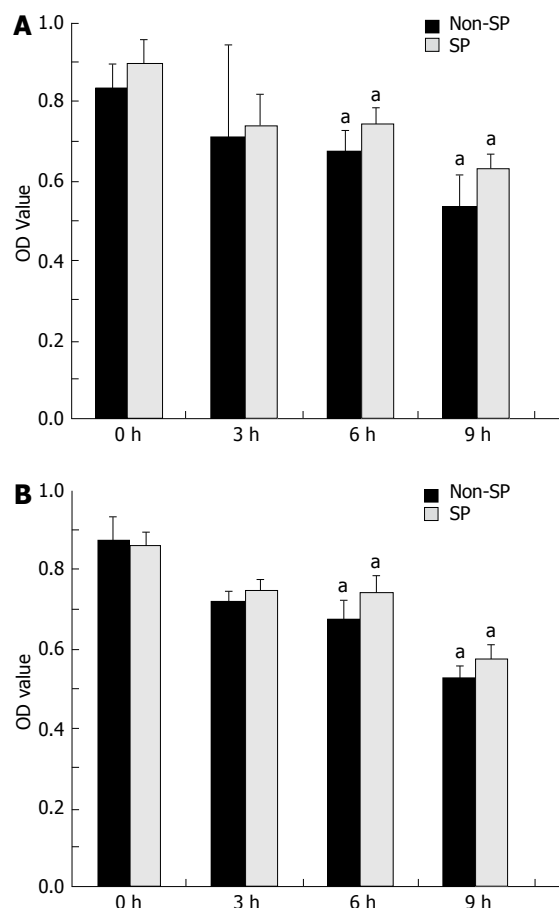 A
1.0
0.8
0.6
0.4
0.2
0.0
OD Value
Non-SP
SP
a a
a a
0 h 3 h 6 h 9 h
B
1.0
0.8
0.6
0.4
0.2
0.0
OD value
Non-SP
SP
a a
a a
0 h 3 h 6 h 9 h